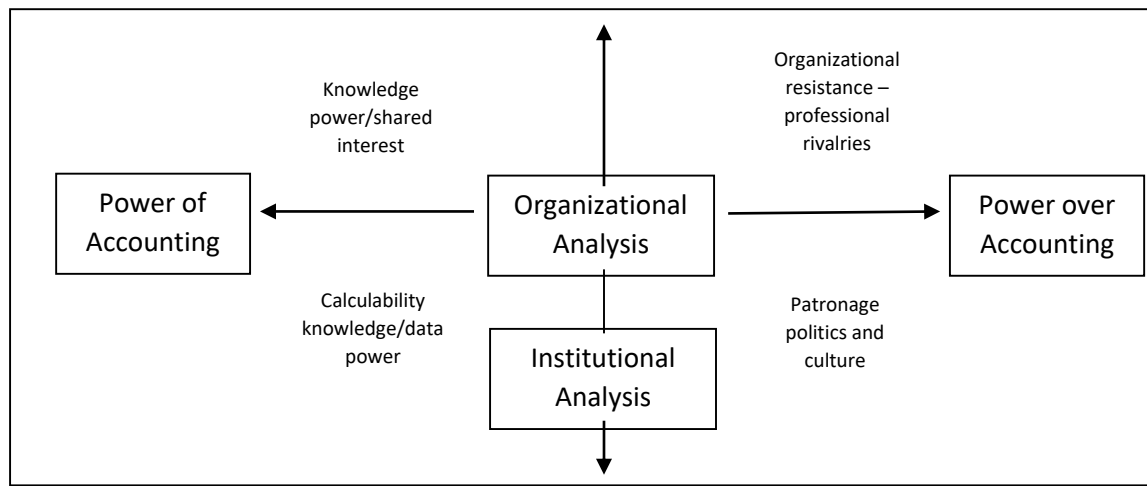 Knowledge
power/shared
interest
Organizational
resistance –
professional
rivalries
Power of
Accounting
Organizational
Analysis
Power over
Accounting
Calculability
knowledge/data
power
Institutional
Analysis
Patronage
politics and
culture